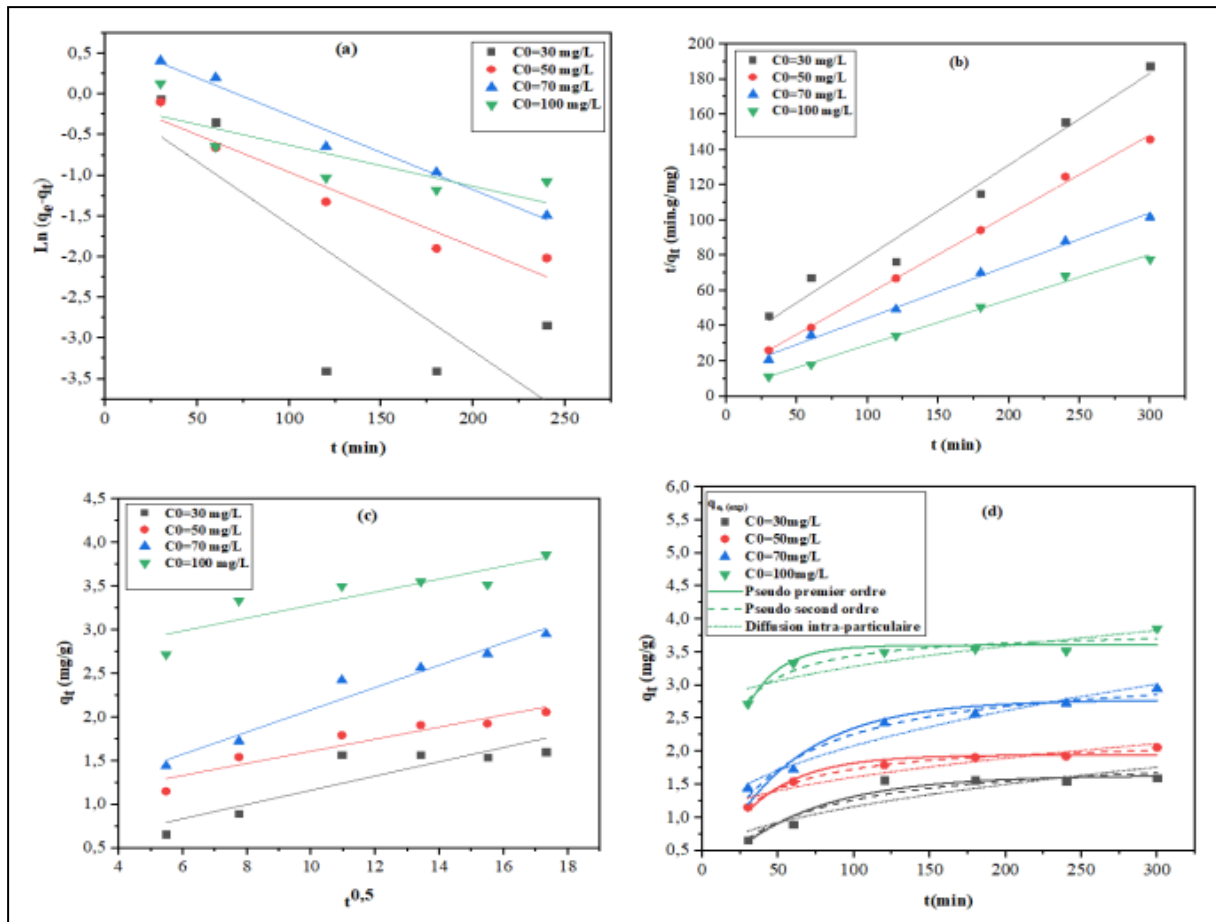 (a)
C0=30 mg/L
C0=50 mg/L
C0=70 mg/L
C0=100 mg/L
0,5
0,0
-0,5
-1,0
-1,5
-2,0
-2,5
-3,0
-3,5
Ln (qe-qt)
0 50 100 150 200 250
t (min)
(b)
C0=30 mg/L
C0=50 mg/L
C0=70 mg/L
C0=100 mg/L
200
180
160
140
120
100
80
60
40
20
0
t/qt (min.g/mg)
0 50 100 150 200 250 300
t (min)
(c)
C0=30 mg/L
C0=50 mg/L
C0=70 mg/L
C0=100 mg/L
4,5
4,0
3,5
3,0
2,5
2,0
1,5
1,0
0,5
qt (mg/g)
4 6 8 10 12 14 16 18
t0,5
(d)
qe, (exp)
C0=30mg/L
C0=50mg/L
C0=70mg/L
C0=100mg/L
Pseudo premier ordre
Pseudo second ordre
Diffusion intra-particulaire
6,0
5,5
5,0
4,5
4,0
3,5
3,0
2,5
2,0
1,5
1,0
0,5
qt (mg/g)
0 50 100 150 200 250 300
t(min)